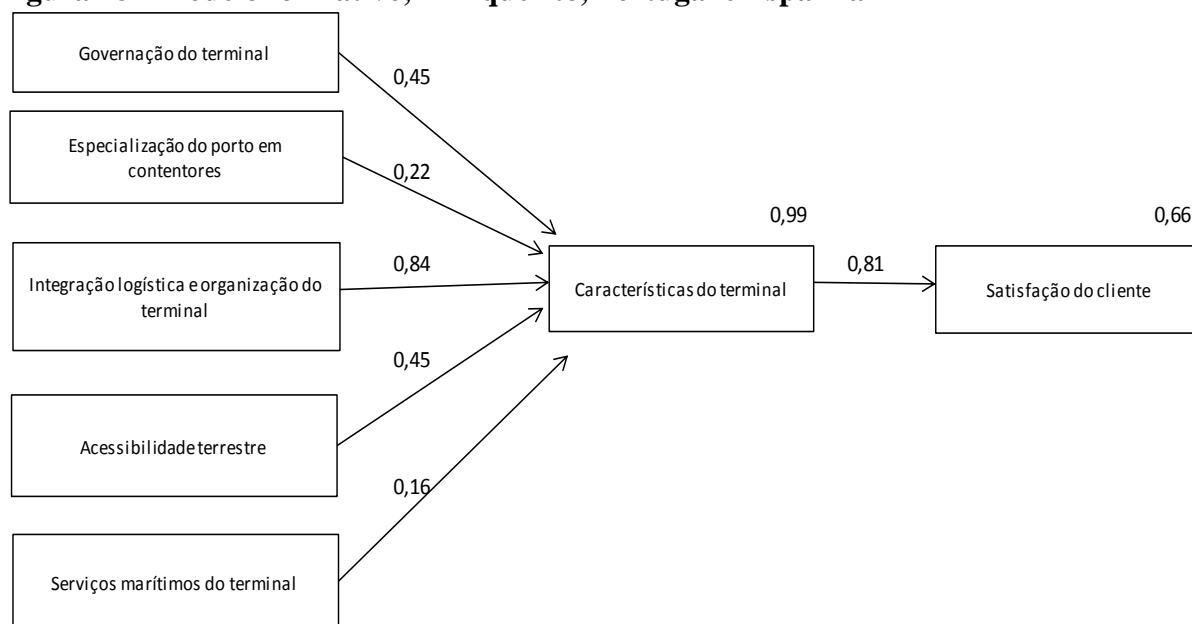 Governação do terminal
0,45
Especialização do porto em
contentores
0,22
0,99
0,66
Integração logística e organização do
terminal
0,84
Características do terminal
0,81
Satisfação do cliente
0,45
Acessibilidade terrestre
0,16
Serviços marítimos do terminal